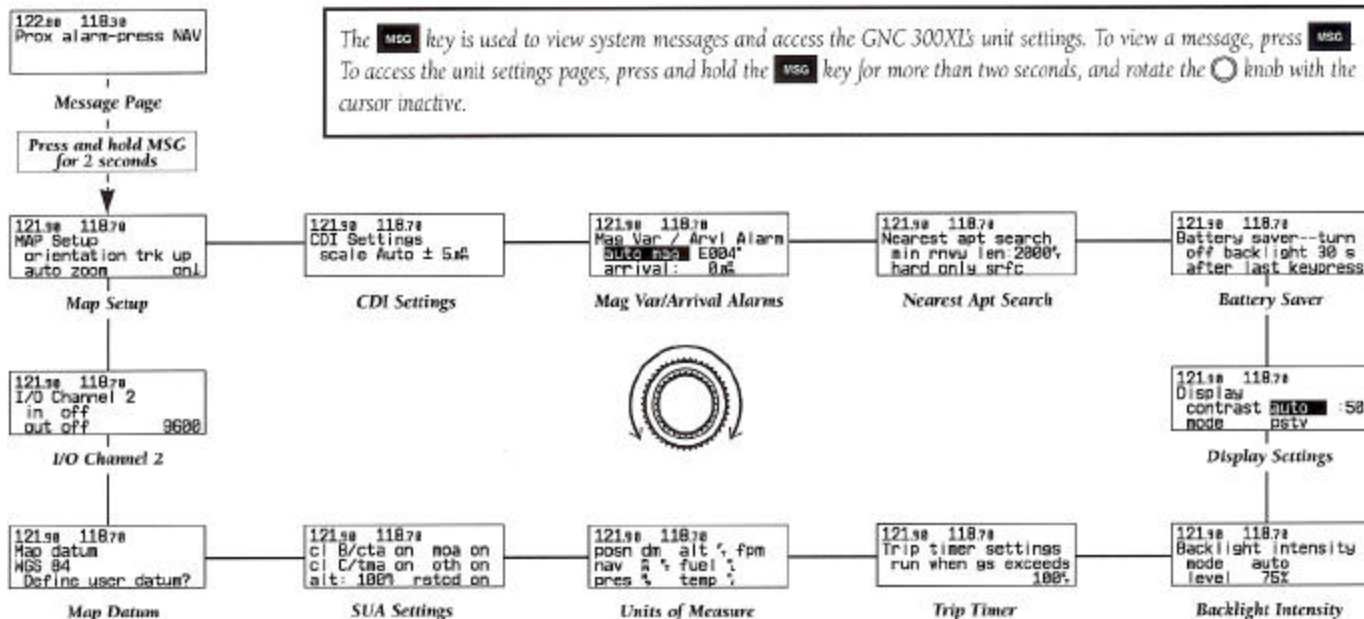 122.80 118.30
Prox alarm-press NAV
Message Page
Press and hold MSG
for 2 seconds
The MSG key is used to view system messages and access the GNC 300XL's unit settings. To view a message, press MSG.
To access the unit settings pages, press and hold the MSG key for more than two seconds, and rotate the knob with the
cursor inactive.
121.90 118.70
MAP Setup
orientation trk up
auto zoom on
Map Setup
121.90 118.70
CDI Settings
scale Auto ± 5
CDI Settings
121.90 118.70
Mag Var / Arvl Alarm
auto mag E004°
arrival: 0
Mag Var/Arrival Alarms
121.90 118.70
Nearest apt search
min rnwy len:2000
hard only srfc
Nearest Apt Search
121.90 118.70
Battery saver--turn
off backlight 30 s
after last keypress
Battery Saver
121.90 118.70
I/O Channel 2
in off
out off 9600
I/O Channel 2
121.90 118.70
Display
contrast auto :50
mode pstv
Display Settings
121.90 118.70
Map datum
WGS 84
Define user datum?
Map Datum
121.90 118.70
cl B/cta on moa on
cl C/tma on oth on
alt: 100 rstcd on
SUA Settings
121.90 118.70
posn dm alt fpm
nav fuel
pres temp
Units of Measure
121.90 118.70
Trip timer settings
run when gs exceeds
100
Trip Timer
121.90 118.70
Backlight intensity
mode auto
level 75%
Backlight Intensity